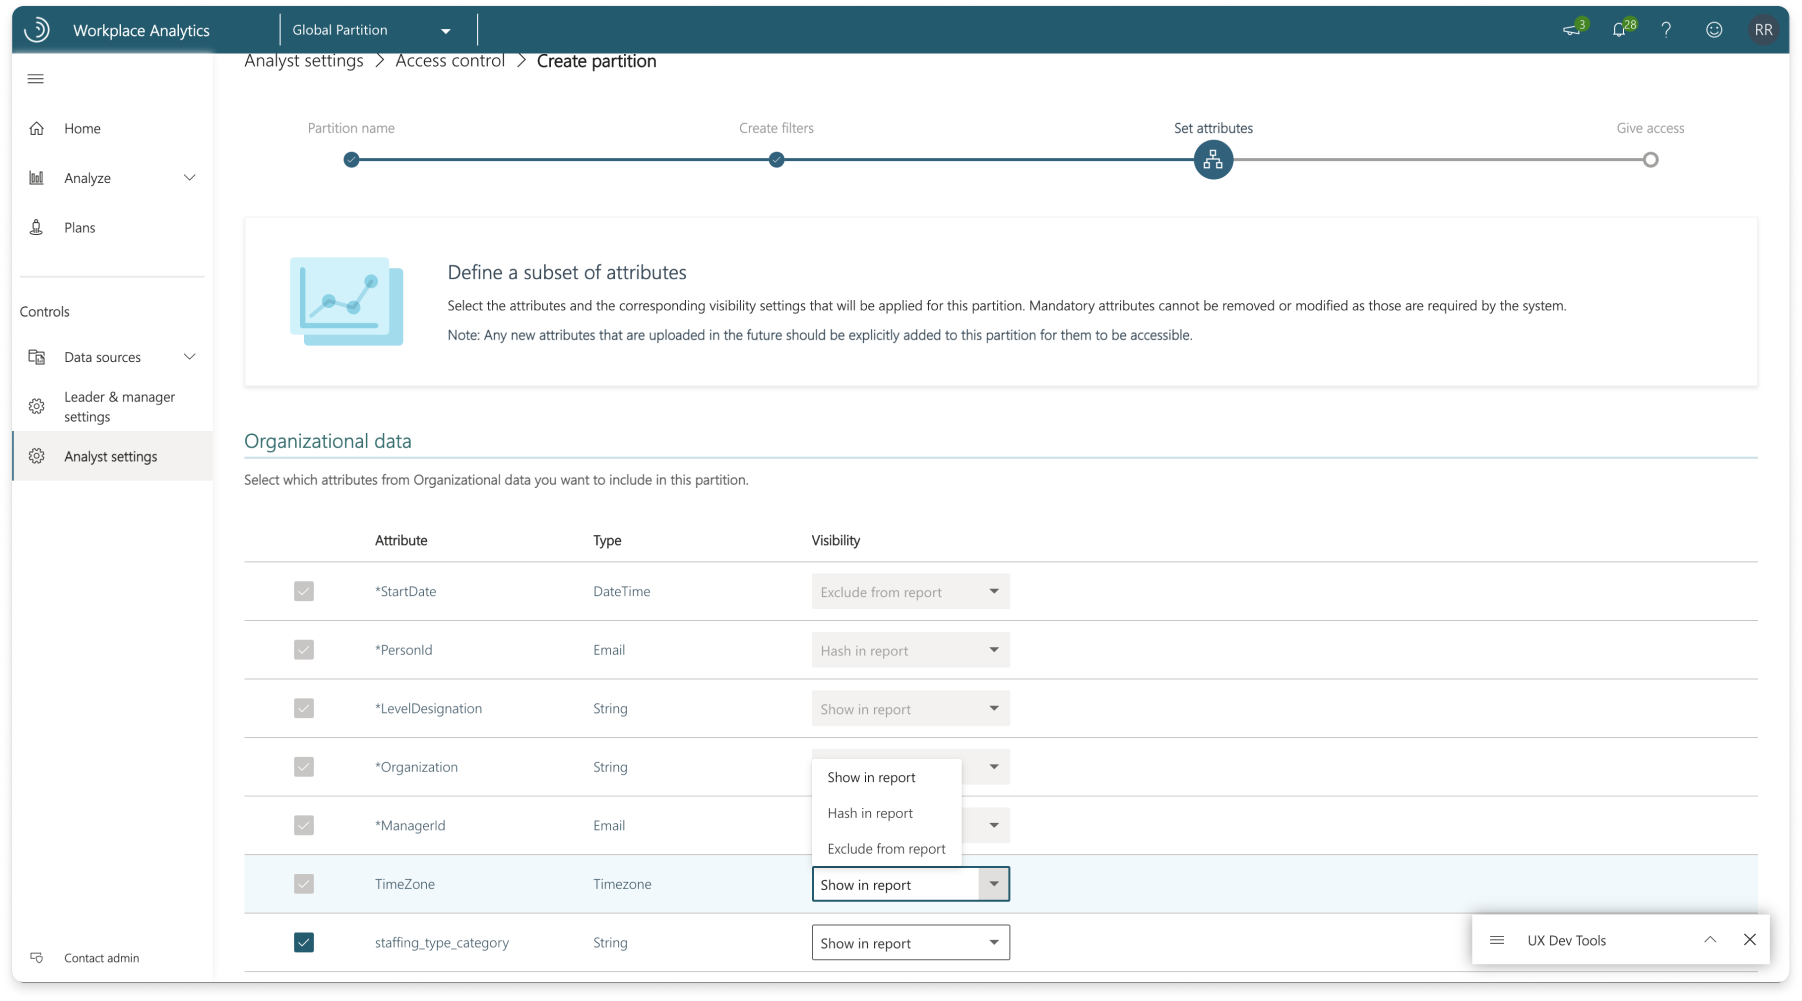 Workplace Analytics
Global Partition
3
28
?
RR
Analyst settings > Access control > Create partition
Home
Analyze
Plans
Controls
Data sources
Leader & manager
settings
Analyst settings
Contact admin
Partition name
Create filters
Set attributes
Give access
Define a subset of attributes
Select the attributes and the corresponding visibility settings that will be applied for this partition. Mandatory attributes cannot be removed or modified as those are required by the system.
Note: Any new attributes that are uploaded in the future should be explicitly added to this partition for them to be accessible.
Organizational data
Select which attributes from Organizational data you want to include in this partition.
Attribute Type Visibility
*StartDate DateTime Exclude from report
*PersonId Email Hash in report
*LevelDesignation String Show in report
*Organization String
Show in report
Hash in report
*ManagerId Email
Exclude from report
TimeZone Timezone Show in report
staffing_type_category String Show in report
UX Dev Tools